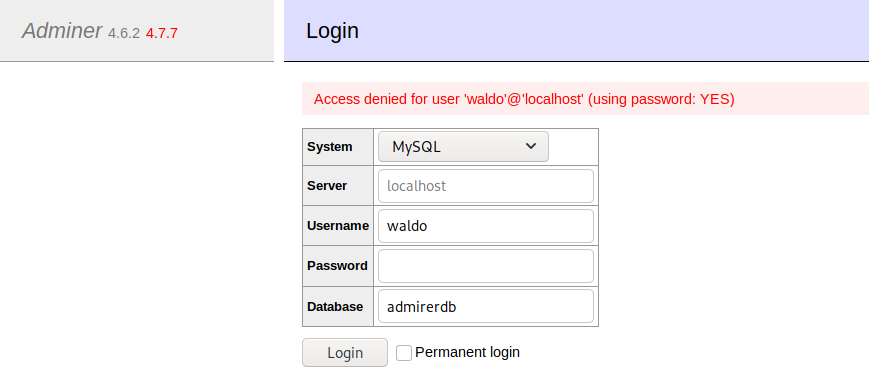 Adminer 4.6.2 4.7.7
Login
Access denied for user 'waldo'@'localhost' (using password: YES)
System MySQL
Server localhost
Username waldo
Password
Database admirerdb
Login Permanent login